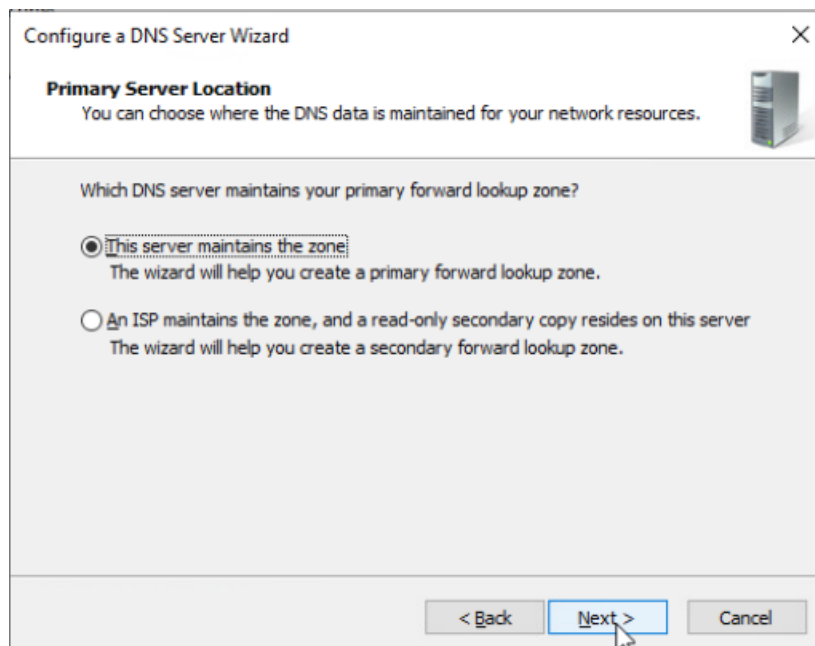 Configure a DNS Server Wizard
Primary Server Location
You can choose where the DNS data is maintained for your network resources.
Which DNS server maintains your primary forward lookup zone?
This server maintains the zone
The wizard will help you create a primary forward lookup zone.
An ISP maintains the zone, and a read-only secondary copy resides on this server
The wizard will help you create a secondary forward lookup zone.
< Back
Next >
Cancel